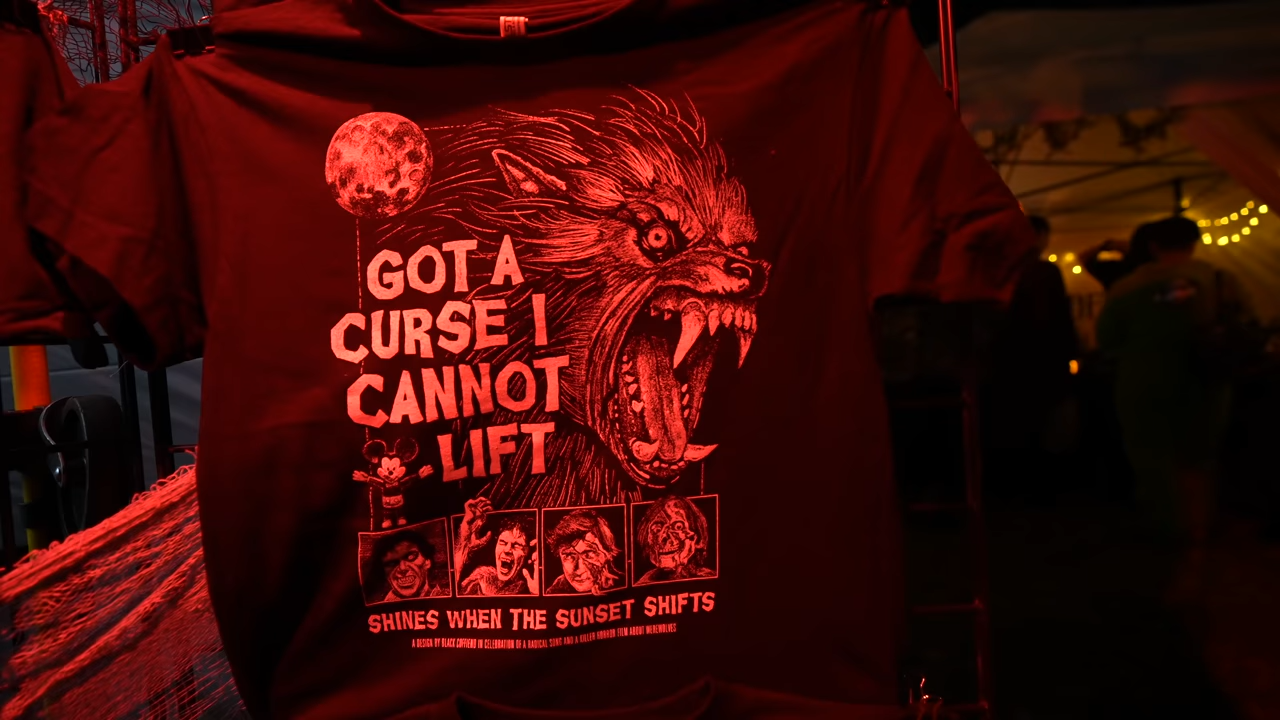 GOT A
CURSE I
CANNOT
LIFT
SHINES WHEN THE SUNSET SHIFTS
A DESIGN BY BLACK COFFIEND IN CELEBRATION OF A RADICAL SONG AND A KILLER HORROR FILM ABOUT WEREWOLVES